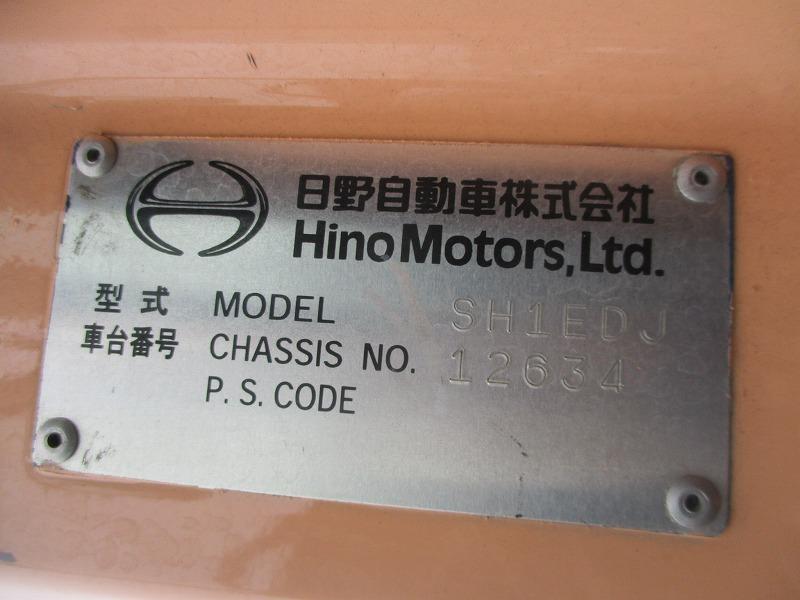 日野自動車株式会社
Hino Motors, Ltd.
型式 MODEL SH1EDJ
車台番号 CHASSIS NO. 12634
P. S. CODE